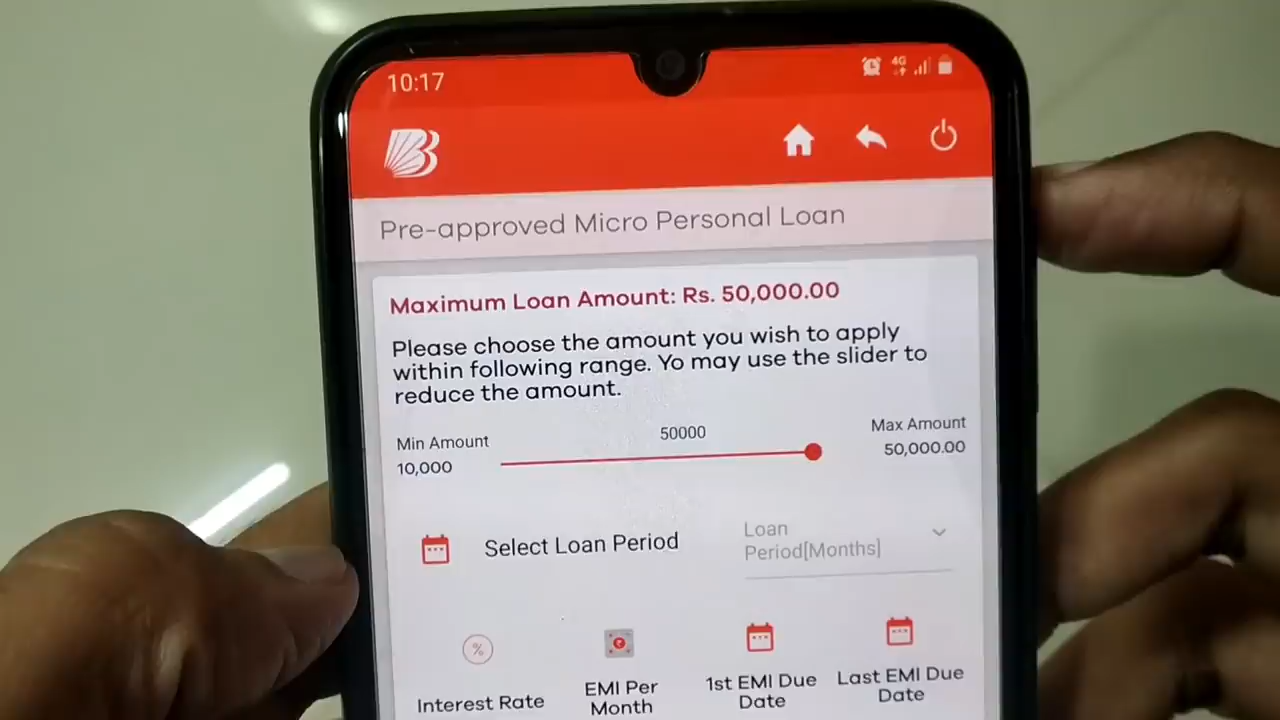 10:17
4G
Pre-approved Micro Personal Loan
Maximum Loan Amount: Rs. 50,000.00
Please choose the amount you wish to apply
within following range. Yo may use the slider to
reduce the amount.
Min Amount
10,000
50000
Max Amount
50,000.00
Select Loan Period
Loan
Period[Months]
%
Interest Rate
₹
EMI Per
Month
1st EMI Due
Date
Last EMI Due
Date